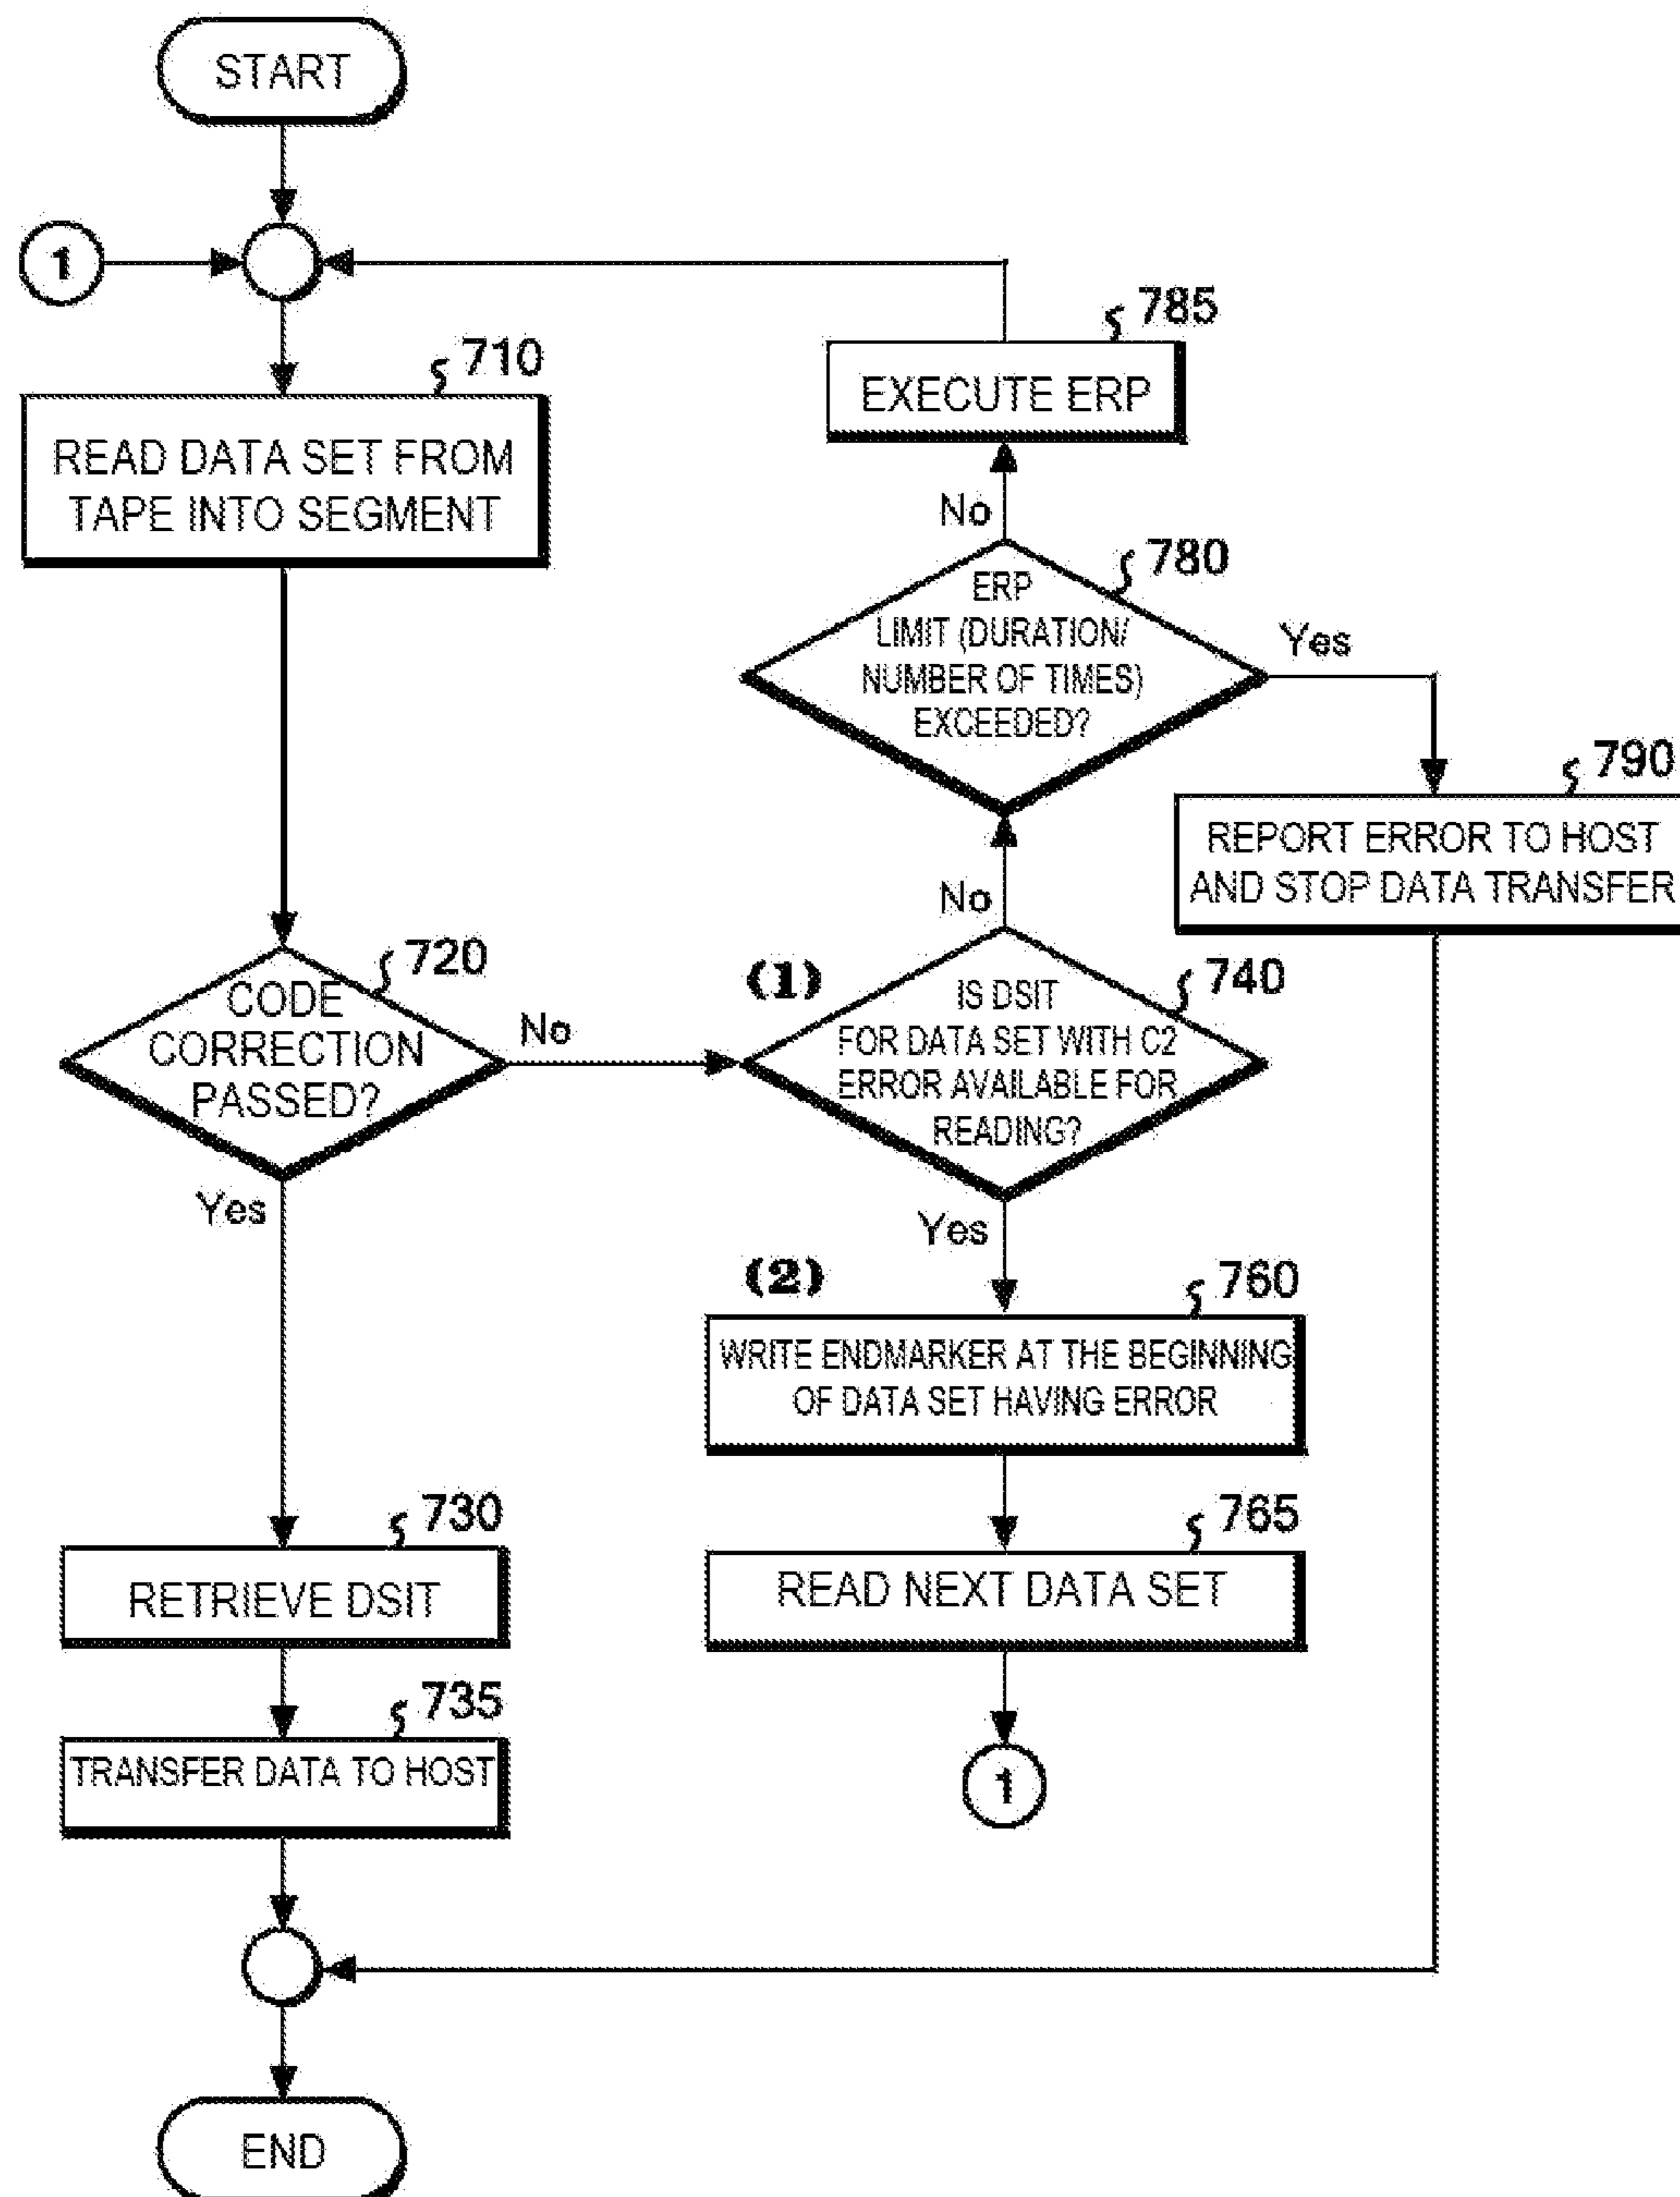 START
1
785
710
EXECUTE ERP
READ DATA SET FROM
TAPE INTO SEGMENT
No
780
ERP
LIMIT (DURATION/
NUMBER OF TIMES)
EXCEEDED?
Yes
790
REPORT ERROR TO HOST
AND STOP DATA TRANSFER
No
720
CODE
CORRECTION
PASSED?
No
(1)
740
IS DSIT
FOR DATA SET WITH C2
ERROR AVAILABLE FOR
READING?
Yes
Yes
(2)
760
WRITE ENDMARKER AT THE BEGINNING
OF DATA SET HAVING ERROR
730
765
RETRIEVE DSIT
READ NEXT DATA SET
735
TRANSFER DATA TO HOST
1
END